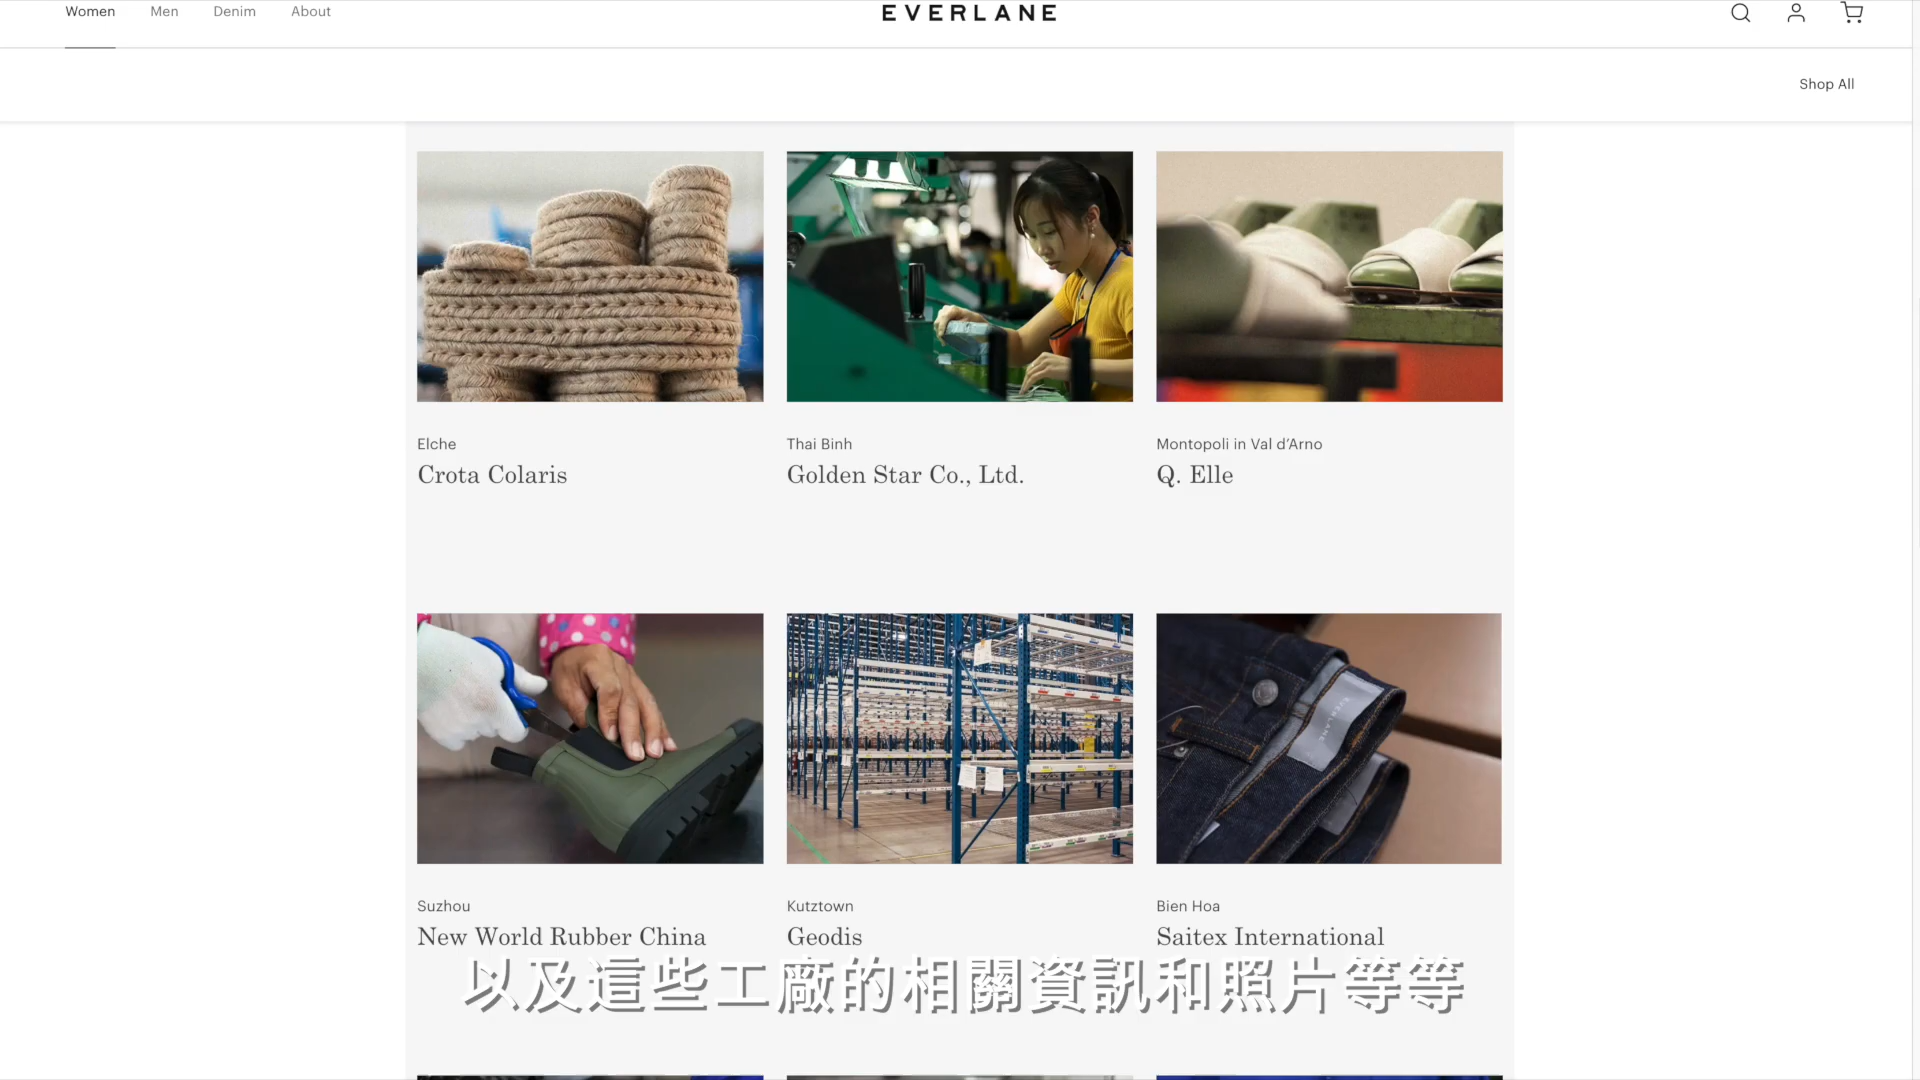 Women
Men
Denim
About
EVERLANE
Shop All
Elche
Crota Colaris
Thai Binh
Golden Star Co., Ltd.
Montopoli in Val d’Arno
Q. Elle
EVERLANE
Suzhou
New World Rubber China
Kutztown
Geodis
Bien Hoa
Saitex International
以及這些工廠的相關資訊和照片等等